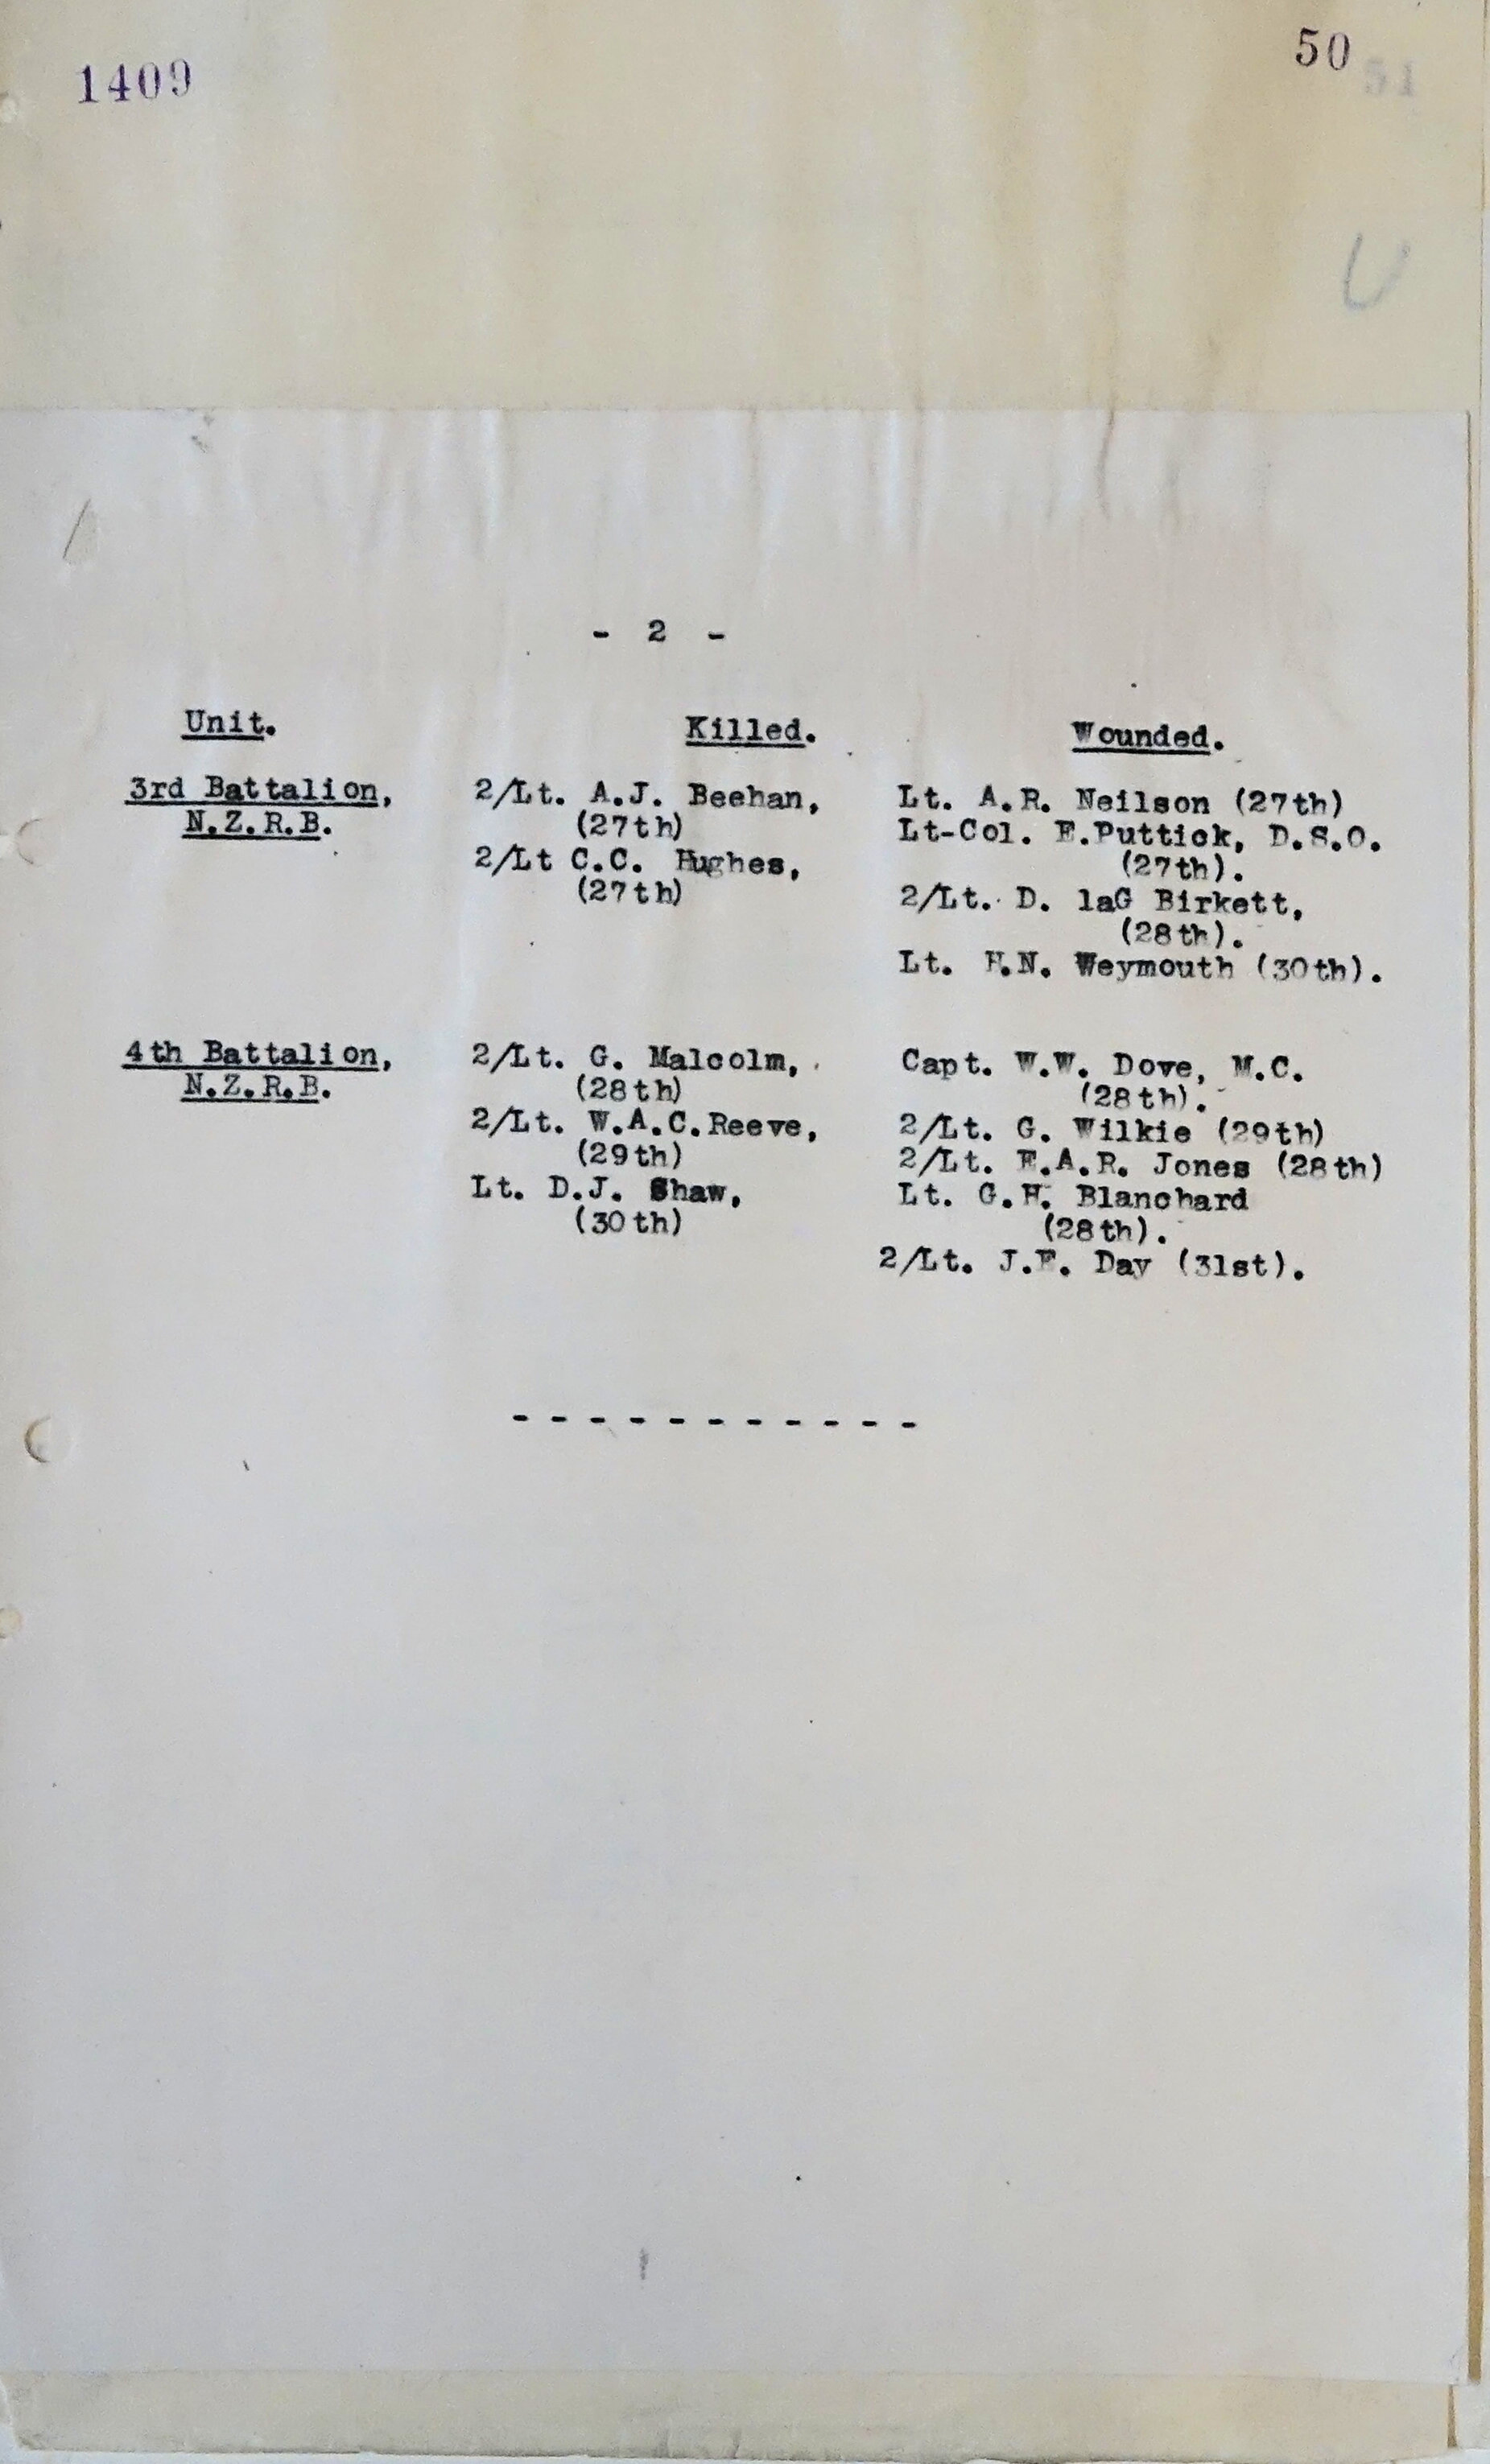 1409
50
51
U
- 2 -
Unit. Killed. Wounded.
3rd Battalion,
N.Z.R.B.
2/Lt. A.J. Beehan,
(27th)
2/Lt C.C. Hughes,
(27th)
Lt. A.R. Neilson (27th)
Lt-Col. E.Puttick, D.S.O.
(27th).
2/Lt. D. laG Birkett,
(28th).
Lt. H.N. Weymouth (30th).
4th Battalion,
N.Z.R.B.
2/Lt. G. Malcolm,
(28th)
2/Lt. W.A.C.Reeve,
(29th)
Lt. D.J. Shaw,
(30th)
Capt. W.W. Dove, M.C.
(28th).
2/Lt. G. Wilkie (29th)
2/Lt. E.A.R. Jones (28th)
Lt. G.H. Blanchard
(28th).
2/Lt. J.E. Day (31st).
- - - - - - - - - - -